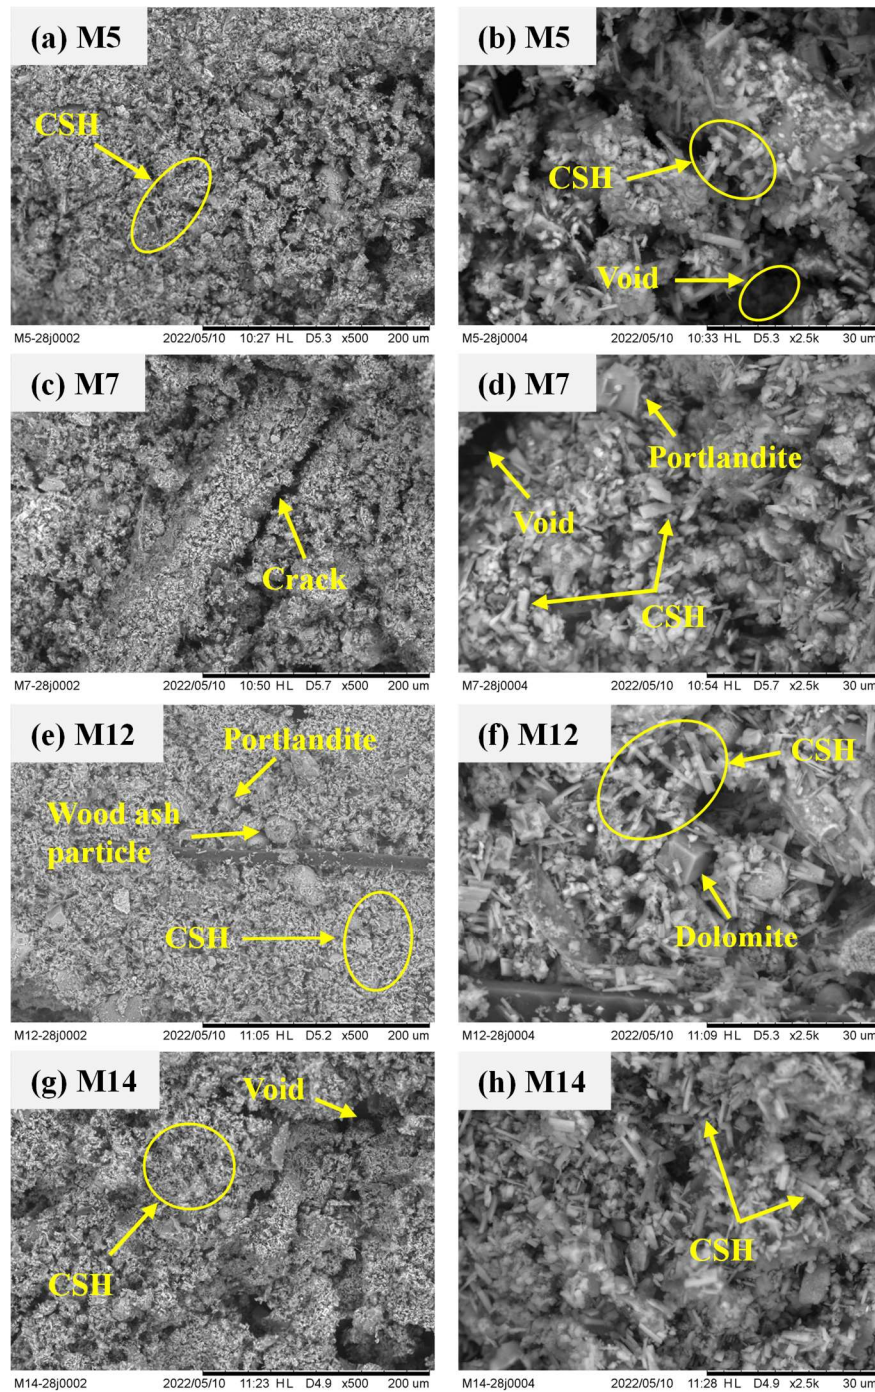 (a) M5
CSH
M5-28j0002 2022/05/10 10:27 HL D5.3 x500 200 um
(b) M5
CSH
Void
M5-28j0004 2022/05/10 10:33 HL D5.3 x2.5k 30 um
(c) M7
Crack
M7-28j0002 2022/05/10 10:50 HL D5.7 x500 200 um
(d) M7
Portlandite
Void
CSH
M7-28j0004 2022/05/10 10:54 HL D5.7 x2.5k 30 um
(e) M12
Portlandite
Wood ash
particle
CSH
M12-28j0002 2022/05/10 11:05 HL D5.2 x500 200 um
(f) M12
CSH
Dolomite
M12-28j0004 2022/05/10 11:09 HL D5.3 x2.5k 30 um
(g) M14
Void
CSH
M14-28j0002 2022/05/10 11:23 HL D4.9 x500 200 um
(h) M14
CSH
M14-28j0004 2022/05/10 11:28 HL D4.9 x2.5k 30 um